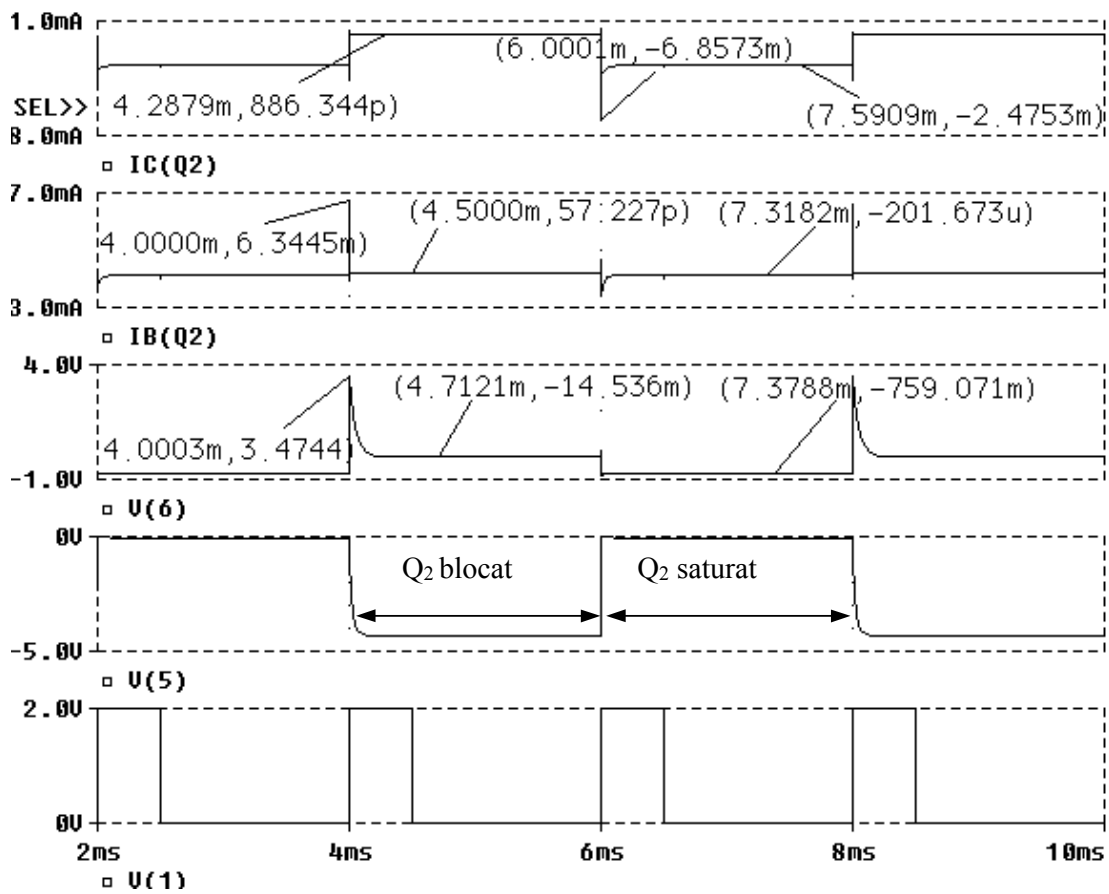 1.0mA
(6.0001m,-6.8573m)
4.2879m,886.344p)
SEL>>
(7.5909m,-2.4753m)
8.0mA
IC(Q2)
7.0mA
(4.5000m,57.227p)
(7.3182m,-201.673u)
4.0000m,6.3445m)
3.0mA
IB(Q2)
4.0V
(4.7121m,-14.536m)
(7.3788m,-759.071m)
4.0003m,3.4744)
-1.0V
V(6)
0V
Q2 blocat
Q2 saturat
-5.0V
V(5)
2.0V
0V
2ms 4ms 6ms 8ms 10ms
V(1)